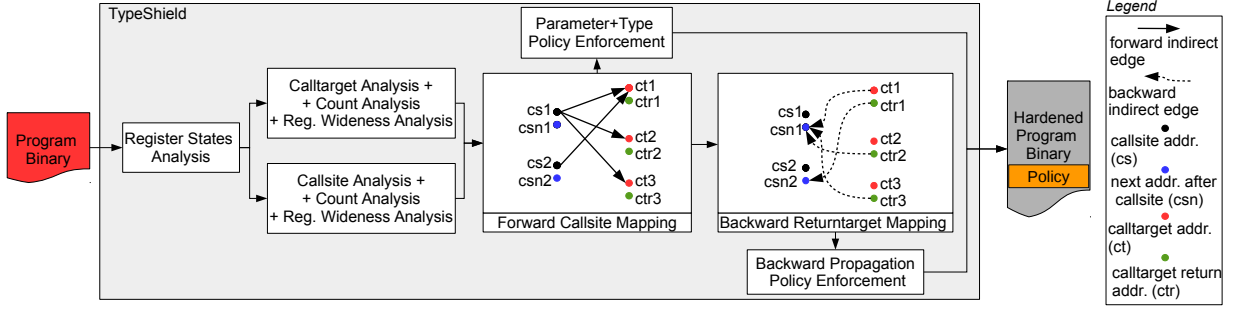 TypeShield
Program
Binary
Register States
Analysis
Calltarget Analysis +
+ Count Analysis
+ Reg. Wideness Analysis
Callsite Analysis +
+ Count Analysis
+ Reg. Wideness Analysis
Parameter+Type
Policy Enforcement
cs1
csn1
cs2
csn2
ct1
ctr1
ct2
ctr2
ct3
ctr3
Forward Callsite Mapping
cs1
csn1
cs2
csn2
ct1
ctr1
ct2
ctr2
ct3
ctr3
Backward Returntarget Mapping
Backward Propagation
Policy Enforcement
Hardened
Program
Binary
Policy
Legend
forward indirect
edge
backward
indirect edge
callsite addr.
(cs)
next addr. after
callsite (csn)
calltarget addr.
(ct)
calltarget return
addr. (ctr)